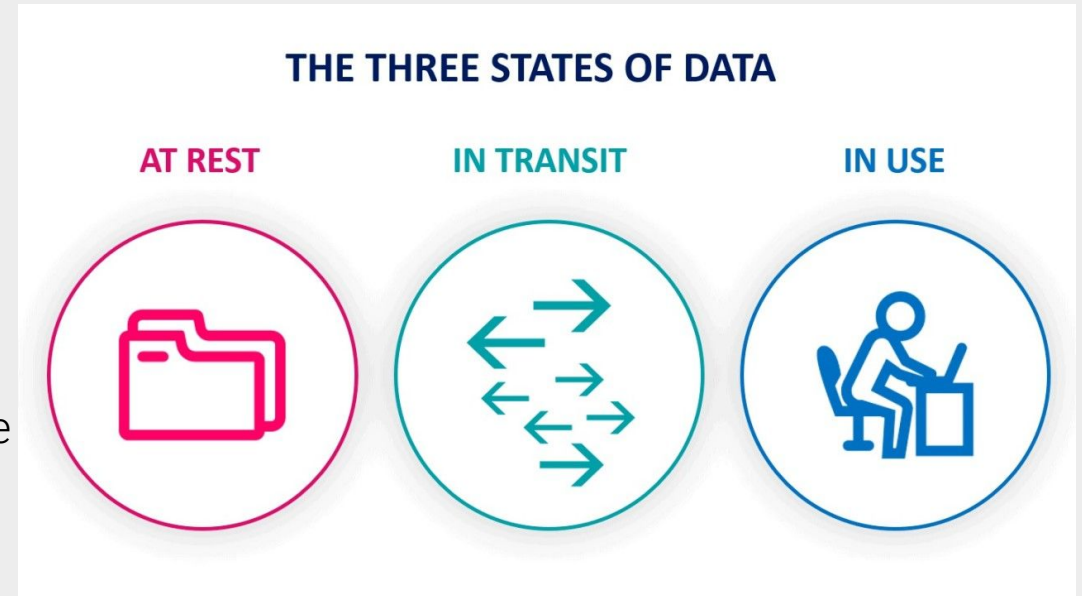 THE THREE STATES OF DATA
AT REST IN TRANSIT IN USE
e